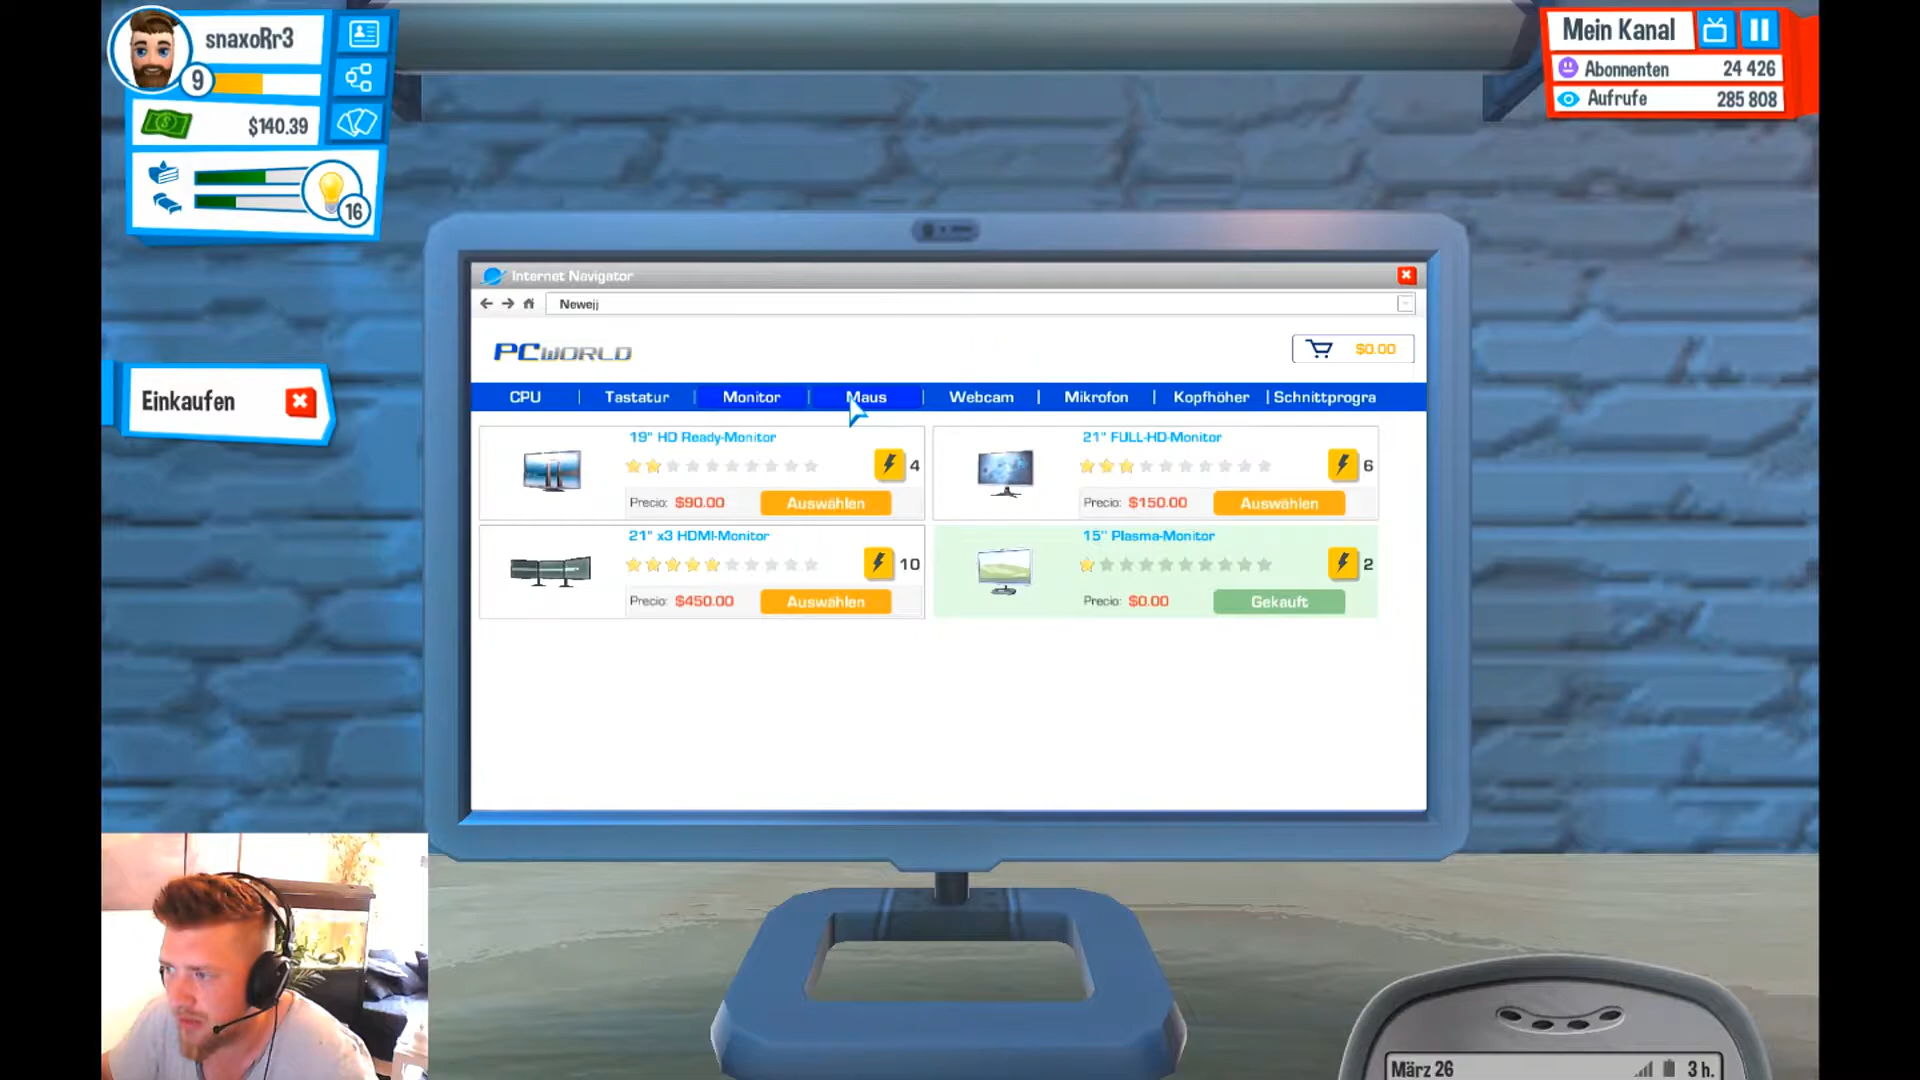 snaxoRr3
9
$140.39
16
Mein Kanal
Abonnenten 24 426
Aufrufe 285 808
Einkaufen
Internet Navigator
Newejj
PCWORLD
$0.00
CPU | Tastatur | Monitor | Maus | Webcam | Mikrofon | Kopfhöher | Schnittprogra
19" HD Ready-Monitor
4
Precio: $90.00 Auswählen
21" FULL-HD-Monitor
6
Precio: $150.00 Auswählen
21" x3 HDMI-Monitor
10
Precio: $450.00 Auswählen
15" Plasma-Monitor
2
Precio: $0.00 Gekauft
März 26 3 h.